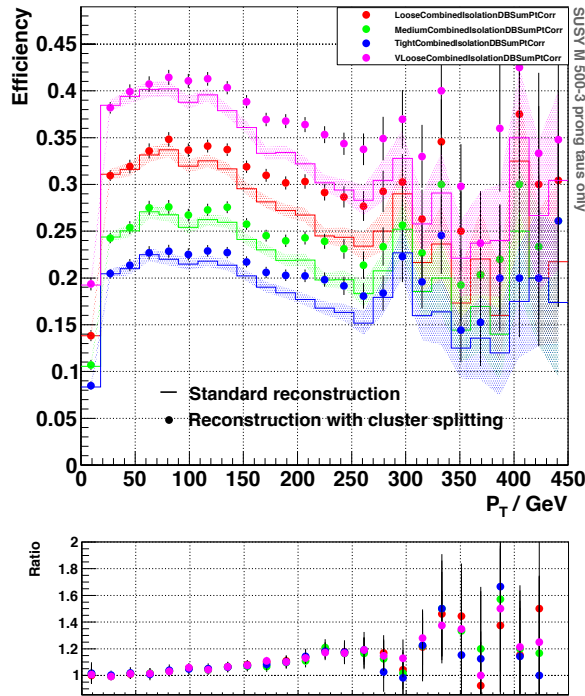 Efficiency
0.45
0.4
0.35
0.3
0.25
0.2
0.15
0.1
0.05
0
LooseCombinedIsolationDBSumPtCorr
MediumCombinedIsolationDBSumPtCorr
TightCombinedIsolationDBSumPtCorr
VLooseCombinedIsolationDBSumPtCorr
SUSY M 500-3 prong taus only
Standard reconstruction
Reconstruction with cluster splitting
0 50 100 150 200 250 300 350 400 450
P_T / GeV
Ratio
2
1.8
1.6
1.4
1.2
1